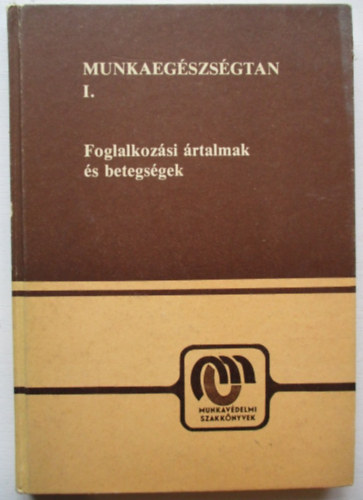 MUNKAEGÉSZSÉGTAN
I.
Foglalkozási ártalmak
és betegségek
MUNKAVÉDELMI
SZAKKÖNYVEK